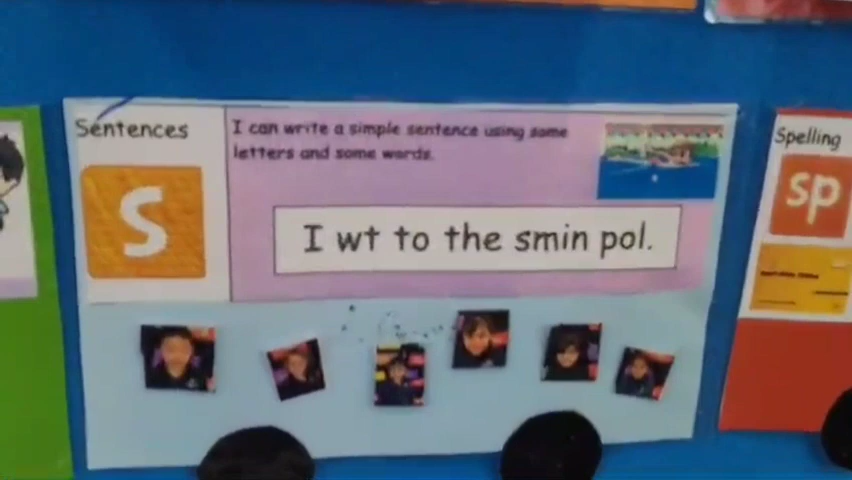 Sentences
S
I can write a simple sentence using some
letters and some words.
I wt to the smin pol.
Spelling
sp